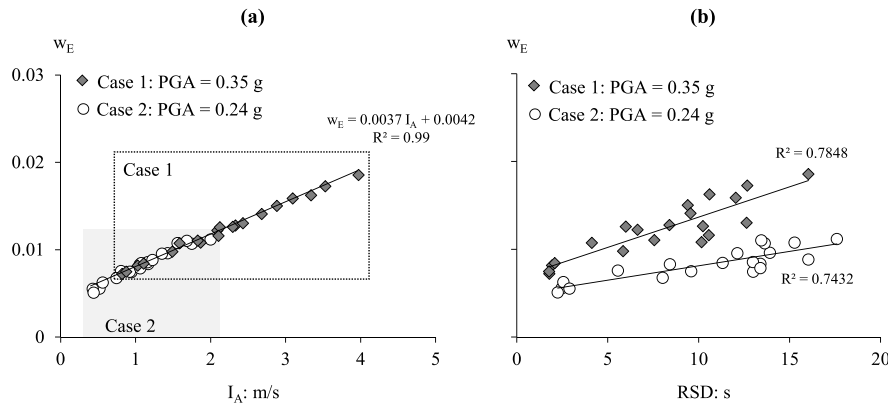 (a)
w_E
0.03
0.02
0.01
0
Case 1: PGA = 0.35 g
Case 2: PGA = 0.24 g
w_E = 0.0037 I_A + 0.0042
R² = 0.99
Case 1
Case 2
0 1 2 3 4 5
I_A: m/s
(b)
w_E
Case 1: PGA = 0.35 g
Case 2: PGA = 0.24 g
R² = 0.7848
R² = 0.7432
0 5 10 15 20
RSD: s